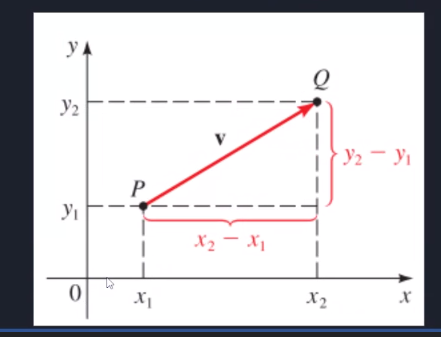 y
Q
y₂
v
y₂ − y₁
P
y₁
x₂ − x₁
0
x₁
x₂
x